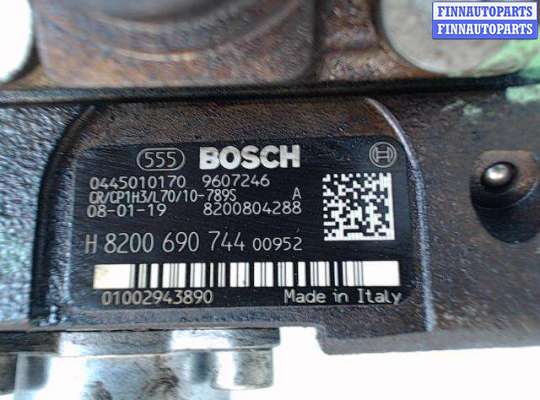 FINNAUTOPARTS
FINNAUTOPARTS
555 BOSCH
0445010170 9607246
CR/CP1H3/L70/10-789S A
08-01-19 8200804288
H 8200 690 744 00952
01002943890 Made in Italy